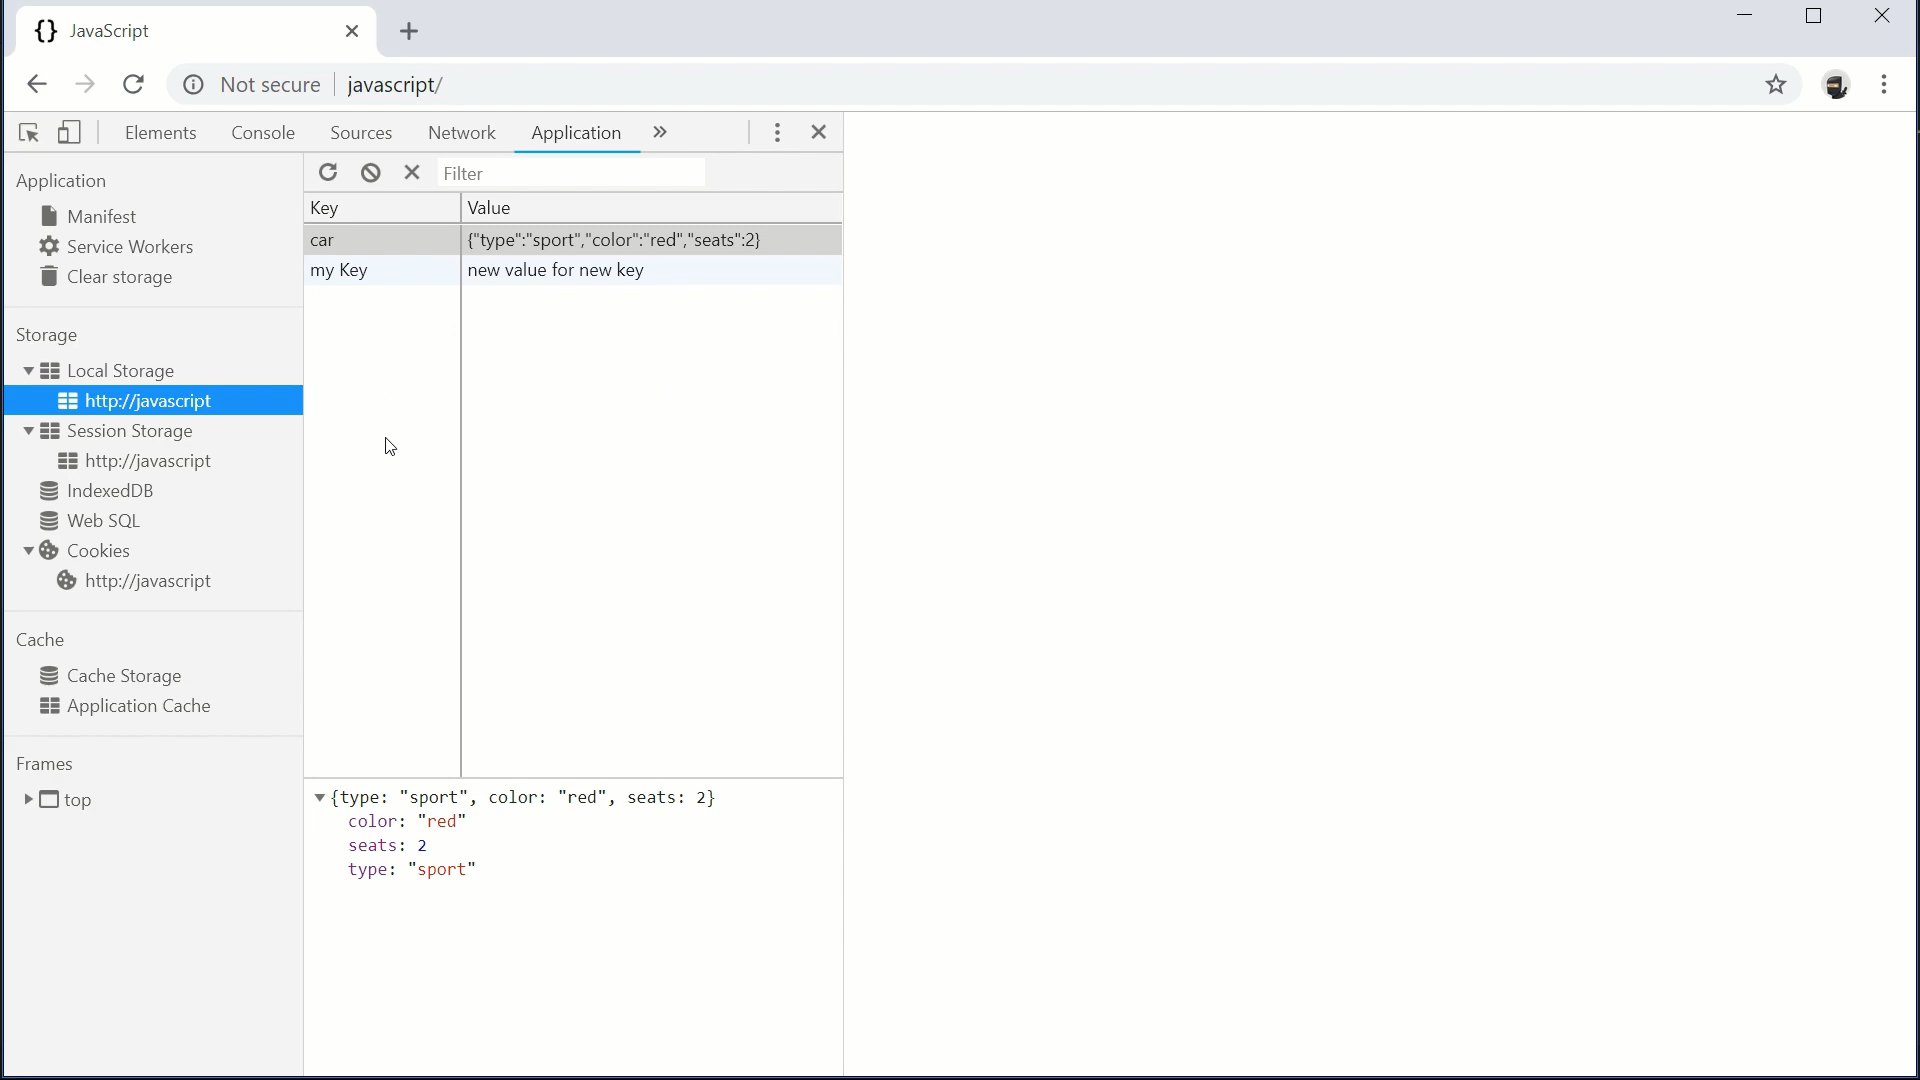 JavaScript
Not secure javascript/
Elements Console Sources Network Application »
Application
Manifest
Service Workers
Clear storage
Storage
Local Storage
http://javascript
Session Storage
http://javascript
IndexedDB
Web SQL
Cookies
http://javascript
Cache
Cache Storage
Application Cache
Frames
top
Filter
Key Value
car {"type":"sport","color":"red","seats":2}
my Key new value for new key
{type: "sport", color: "red", seats: 2}
color: "red"
seats: 2
type: "sport"